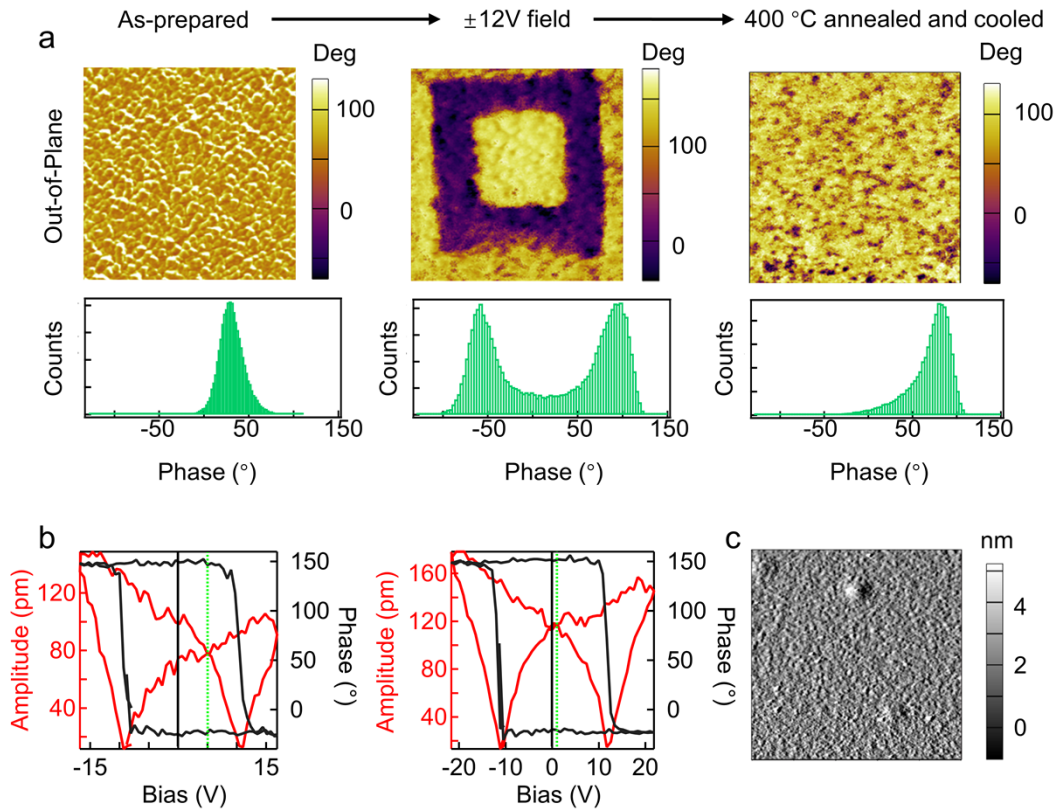 As-prepared ±12V field 400 °C annealed and cooled
a
Deg Deg Deg
Out-of-Plane
100 100 100
0 0 0
Counts Counts Counts
-50 50 150 -50 50 150 -50 50 150
Phase (°) Phase (°) Phase (°)
b c
Amplitude (pm)
120
80
40
150
100
50
0
Phase (°)
-15 15
Bias (V)
Amplitude (pm)
160
120
80
40
150
100
50
0
Phase (°)
-20 -10 0 10 20
Bias (V)
nm
4
2
0